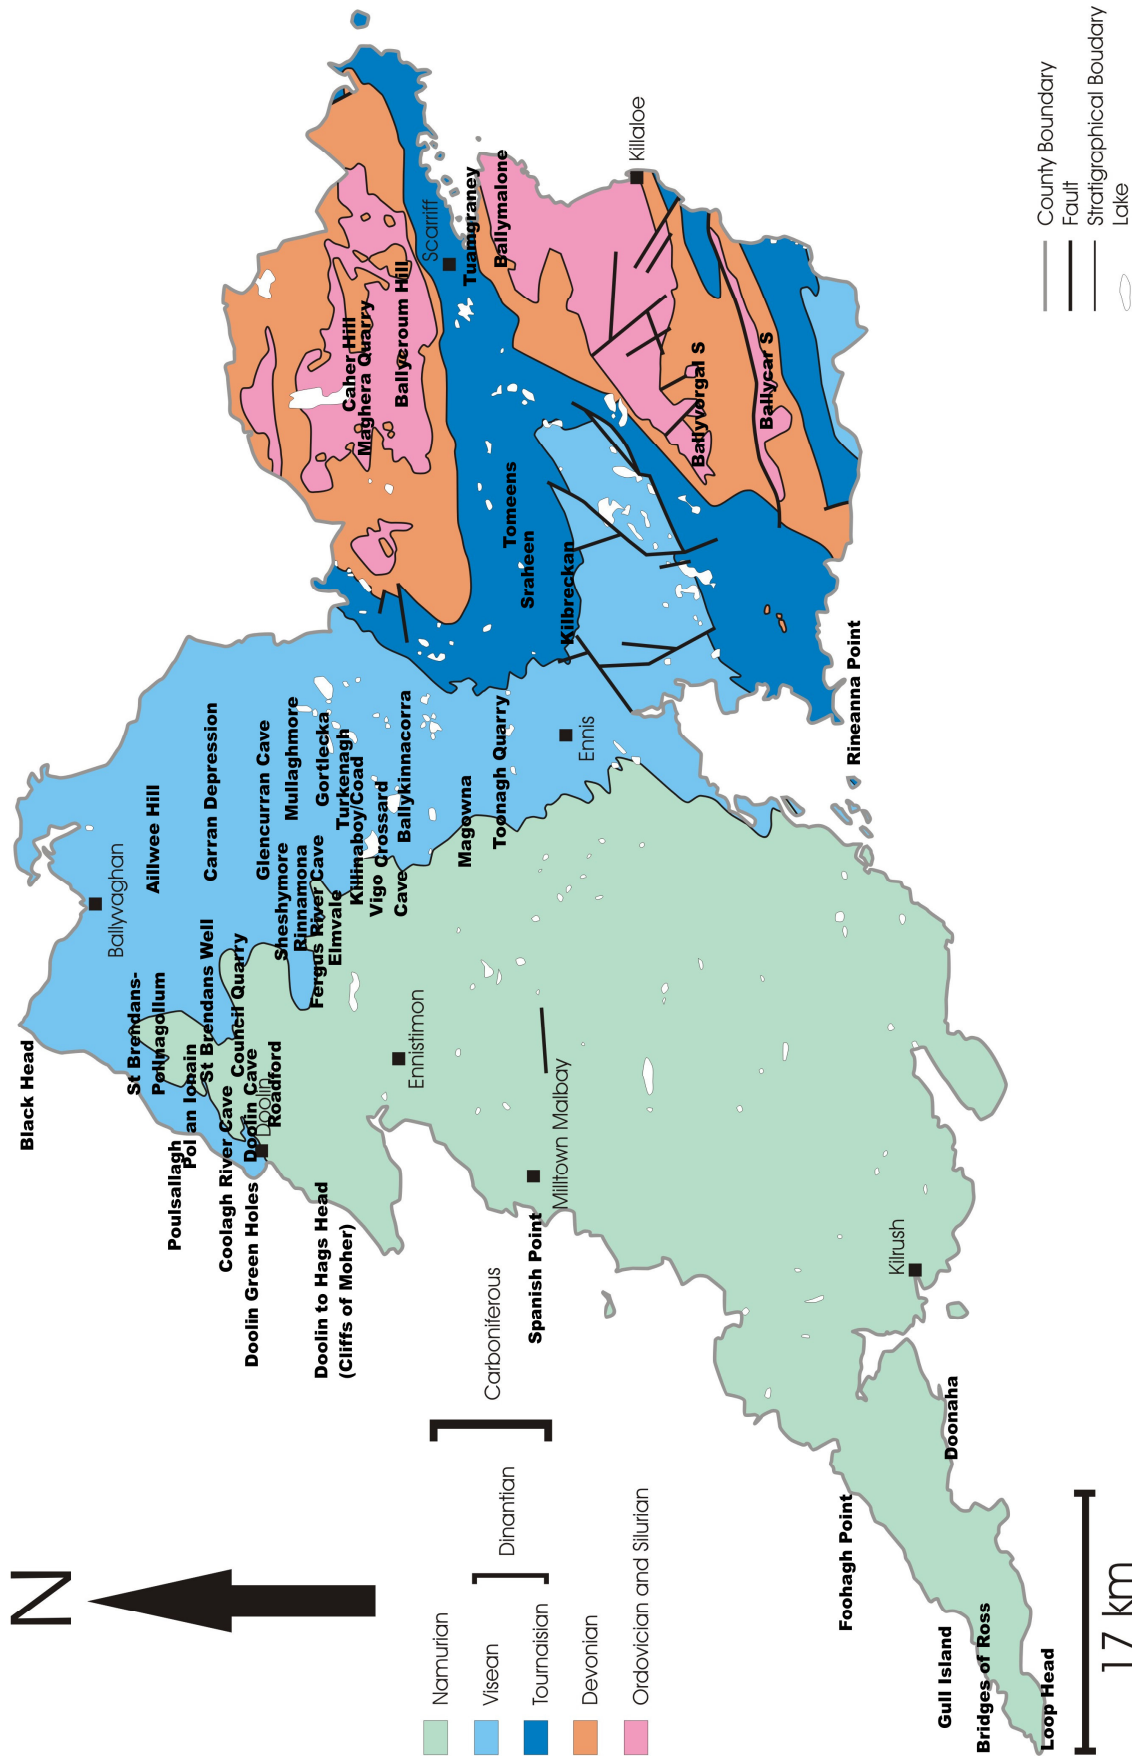 N
Namurian
Visean
Tournaisian
Devonian
Ordovician and Silurian
Dinantian
Carboniferous
County Boundary
Fault
Stratigraphical Boudary
Lake
17 km
Black Head
Ballyvaghan
Aillwee Hill
St Brendans-
Pollnagollum
Poulsallagh
Pol an Ionain
St Brendans Well
Carran Depression
Coolagh River Cave
Council Quarry
Doolin Green Holes
Doolin Cave
Doolin
Roadford
Glencurran Cave
Sheshymore
Mullaghmore
Rinnamona
Fergus River Cave
Gortlecka
Elmvale
Turkenagh
Killinaboy/Coad
Vigo Crossard
Cave
Ballykinnacorra
Doolin to Hags Head
(Cliffs of Moher)
Ennistimon
Magowna
Toonagh Quarry
Ennis
Spanish Point
Milltown Malbay
Caher Hill
Maghera Quarry
Ballycroum Hill
Scarriff
Tuamgraney
Ballymalone
Killaloe
Tomeens
Sraheen
Kilbreckan
Ballyvorgal S
Ballycar S
Rineanna Point
Kilrush
Doonaha
Foohagh Point
Gull Island
Bridges of Ross
Loop Head